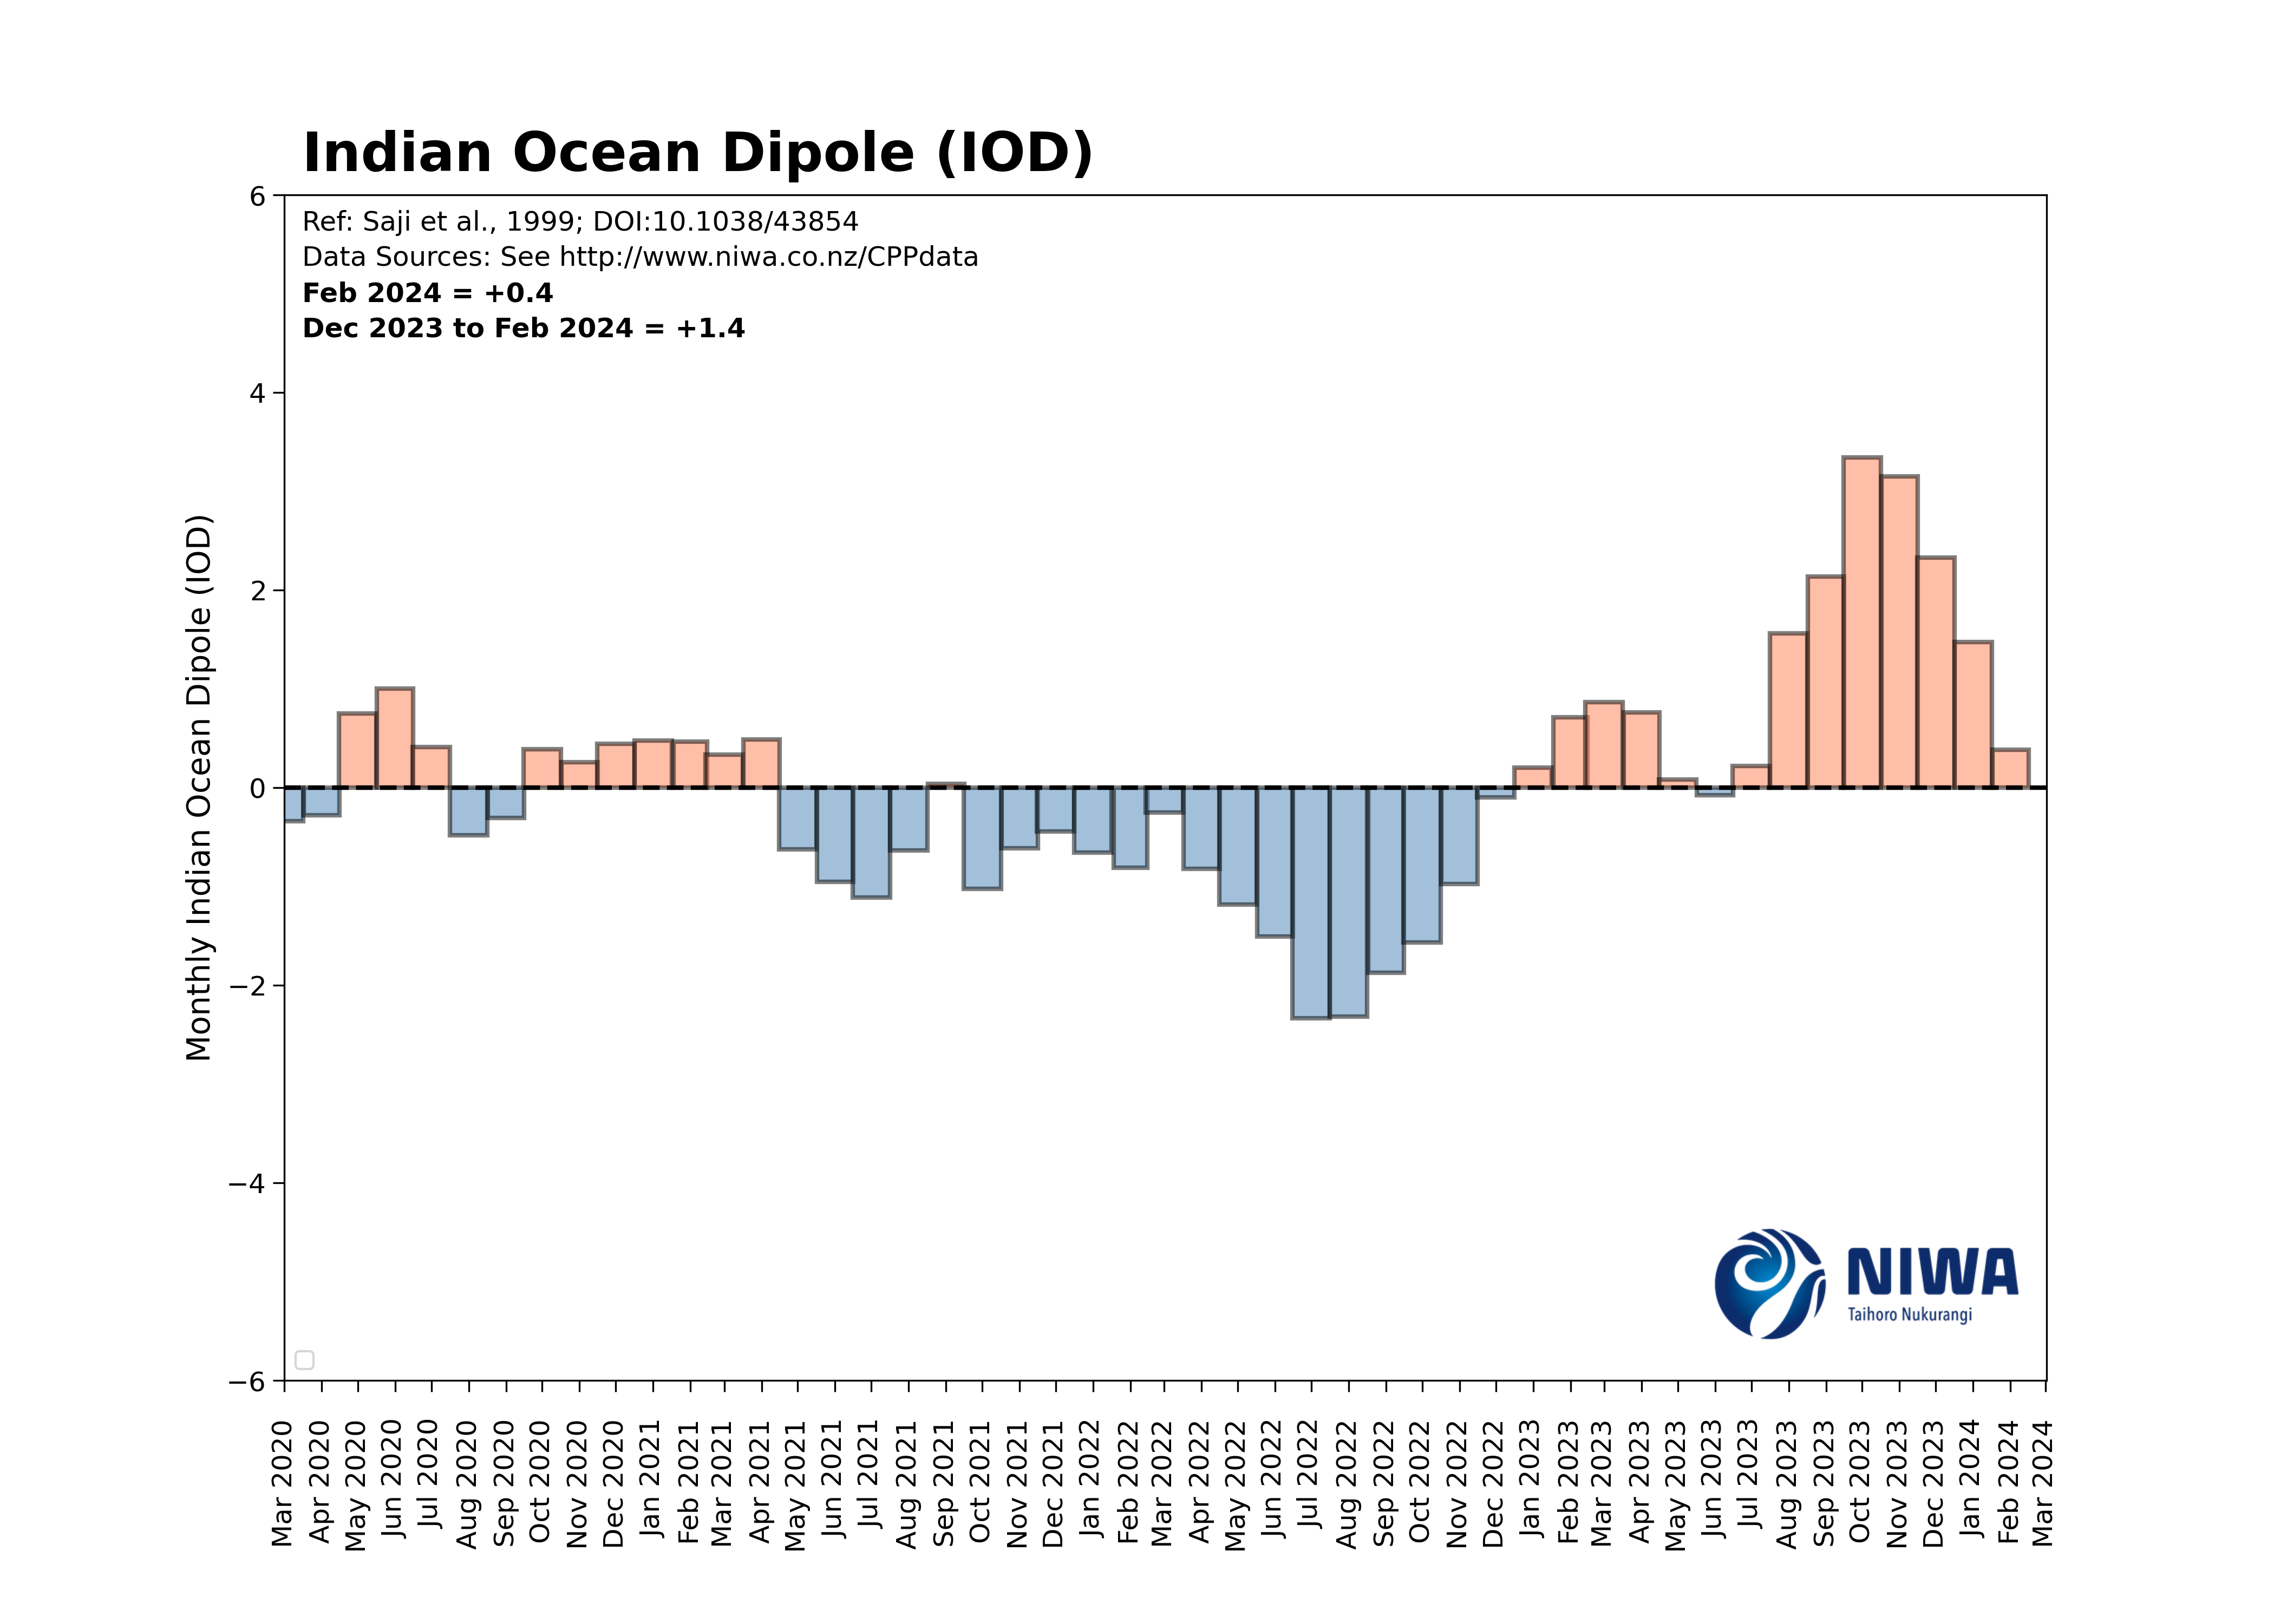 Indian Ocean Dipole (IOD)
Ref: Saji et al., 1999; DOI:10.1038/43854
Data Sources: See http://www.niwa.co.nz/CPPdata
Feb 2024 = +0.4
Dec 2023 to Feb 2024 = +1.4
Monthly Indian Ocean Dipole (IOD)
6
4
2
0
−2
−4
−6
NIWA
Taihoro Nukurangi
Mar 2020
Apr 2020
May 2020
Jun 2020
Jul 2020
Aug 2020
Sep 2020
Oct 2020
Nov 2020
Dec 2020
Jan 2021
Feb 2021
Mar 2021
Apr 2021
May 2021
Jun 2021
Jul 2021
Aug 2021
Sep 2021
Oct 2021
Nov 2021
Dec 2021
Jan 2022
Feb 2022
Mar 2022
Apr 2022
May 2022
Jun 2022
Jul 2022
Aug 2022
Sep 2022
Oct 2022
Nov 2022
Dec 2022
Jan 2023
Feb 2023
Mar 2023
Apr 2023
May 2023
Jun 2023
Jul 2023
Aug 2023
Sep 2023
Oct 2023
Nov 2023
Dec 2023
Jan 2024
Feb 2024
Mar 2024